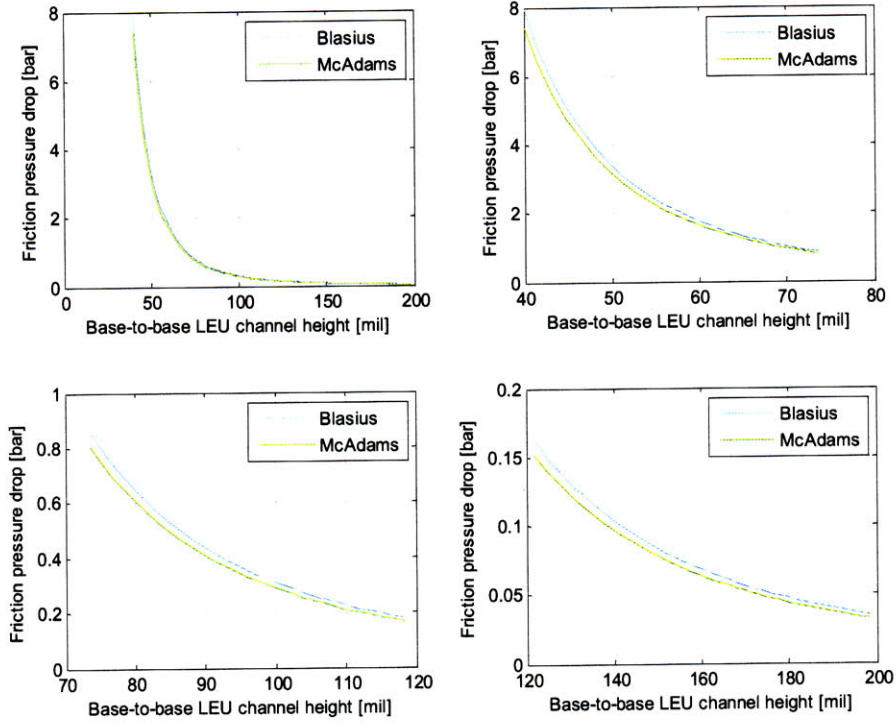 8
6
4
2
0
0 50 100 150 200
Friction pressure drop [bar]
Base-to-base LEU channel height [mil]
Blasius
McAdams
8
6
4
2
0
40 50 60 70 80
Friction pressure drop [bar]
Base-to-base LEU channel height [mil]
Blasius
McAdams
1
0.8
0.6
0.4
0.2
0
70 80 90 100 110 120
Friction pressure drop [bar]
Base-to-base LEU channel height [mil]
Blasius
McAdams
0.2
0.15
0.1
0.05
0
120 140 160 180 200
Friction pressure drop [bar]
Base-to-base LEU channel height [mil]
Blasius
McAdams